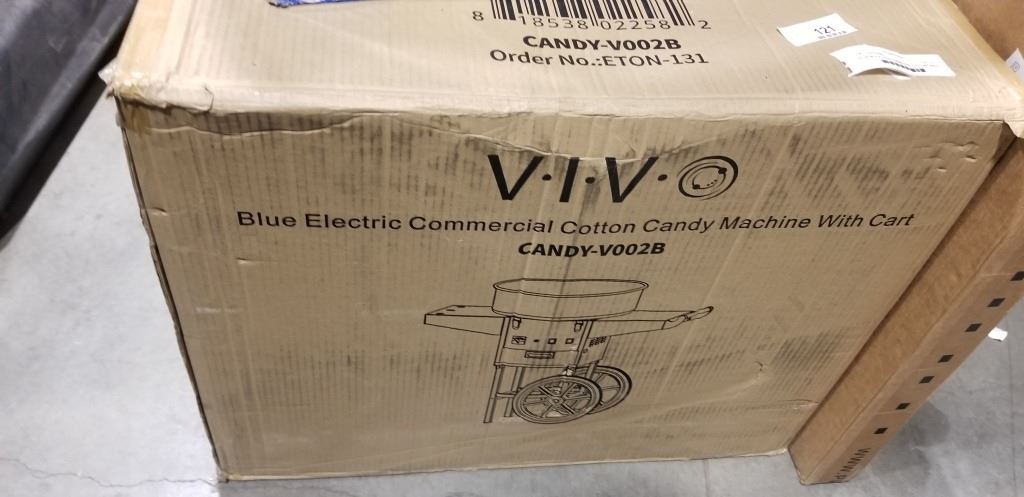 8 18538 02258 2
CANDY-V002B
Order No.:ETON-131
121
V·I·V·O
Blue Electric Commercial Cotton Candy Machine With Cart
CANDY-V002B